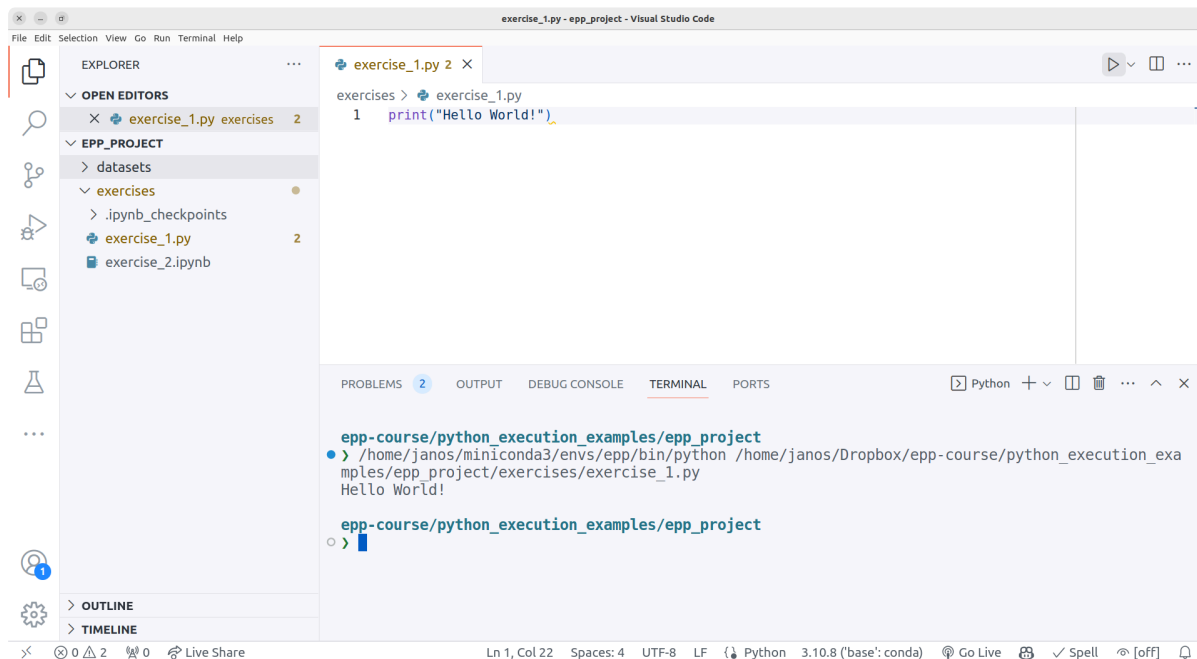 exercise_1.py - epp_project - Visual Studio Code
File Edit Selection View Go Run Terminal Help
EXPLORER
OPEN EDITORS
exercise_1.py exercises 2
EPP_PROJECT
datasets
exercises
.ipynb_checkpoints
exercise_1.py 2
exercise_2.ipynb
OUTLINE
TIMELINE
exercise_1.py 2
exercises > exercise_1.py
1 print("Hello World!")
PROBLEMS 2 OUTPUT DEBUG CONSOLE TERMINAL PORTS Python
epp-course/python_execution_examples/epp_project
❯ /home/janos/miniconda3/envs/epp/bin/python /home/janos/Dropbox/epp-course/python_execution_exa
mples/epp_project/exercises/exercise_1.py
Hello World!
epp-course/python_execution_examples/epp_project
❯
1
0 2 0 Live Share Ln 1, Col 22 Spaces: 4 UTF-8 LF Python 3.10.8 ('base': conda) Go Live Spell [off]